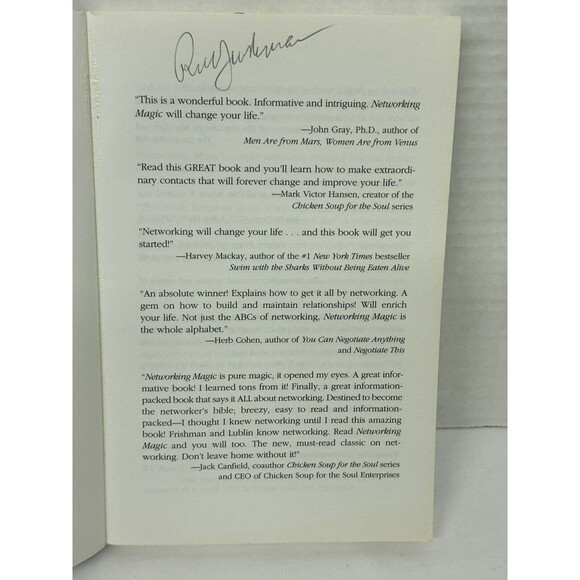 "This is a wonderful book. Informative and intriguing. Networking
Magic will change your life."
—John Gray, Ph.D., author of
Men Are from Mars, Women Are from Venus
"Read this GREAT book and you'll learn how to make extraordi-
nary contacts that will forever change and improve your life."
—Mark Victor Hansen, creator of the
Chicken Soup for the Soul series
"Networking will change your life . . . and this book will get you
started!"
—Harvey Mackay, author of the #1 New York Times bestseller
Swim with the Sharks Without Being Eaten Alive
"An absolute winner! Explains how to get it all by networking. A
gem on how to build and maintain relationships! Will enrich
your life. Not just the ABCs of networking, Networking Magic is
the whole alphabet."
—Herb Cohen, author of You Can Negotiate Anything
and Negotiate This
"Networking Magic is pure magic, it opened my eyes. A great infor-
mative book! I learned tons from it! Finally, a great information-
packed book that says it ALL about networking. Destined to become
the networker's bible; breezy, easy to read and information-
packed—I thought I knew networking until I read this amazing
book! Frishman and Lublin know networking. Read Networking
Magic and you will too. The new, must-read classic on net-
working. Don't leave home without it!"
—Jack Canfield, coauthor Chicken Soup for the Soul series
and CEO of Chicken Soup for the Soul Enterprises